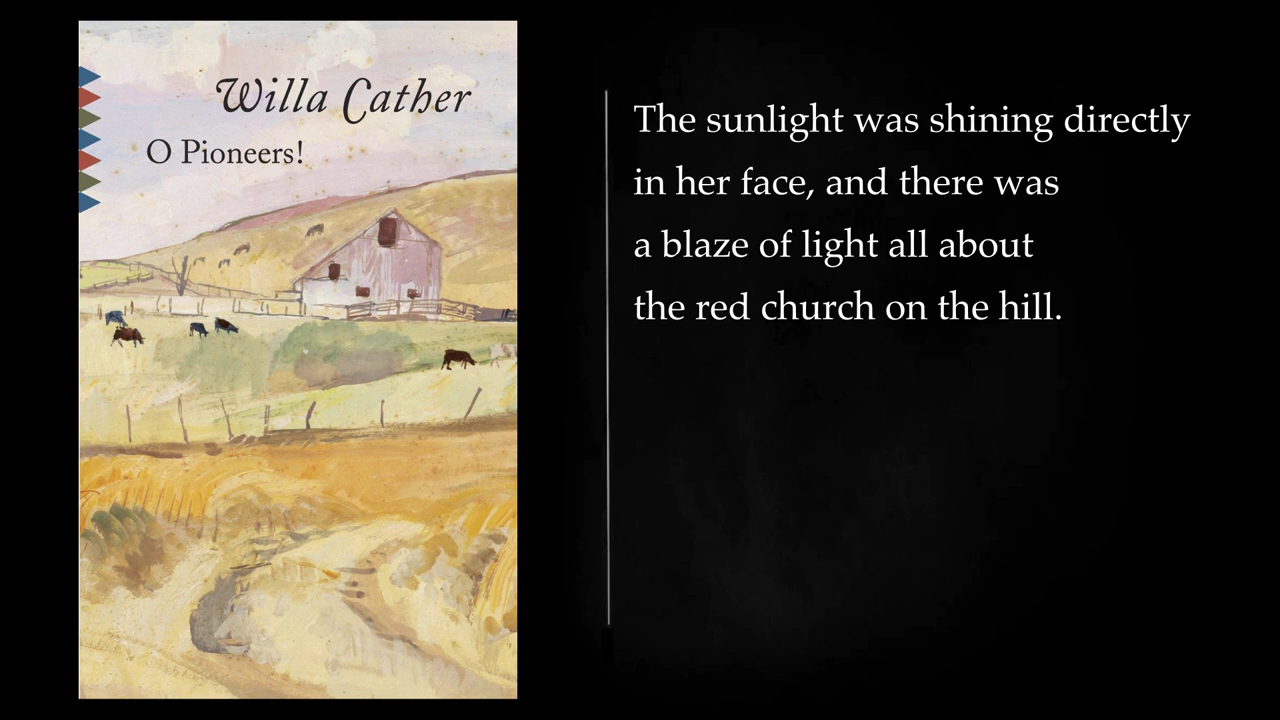 Willa Cather
O Pioneers!
The sunlight was shining directly
in her face, and there was
a blaze of light all about
the red church on the hill.